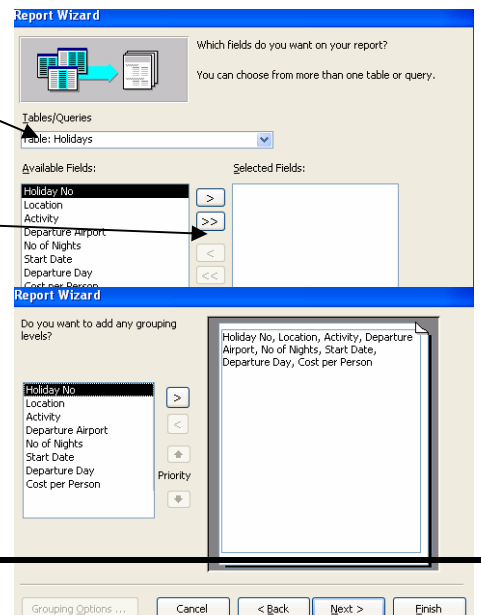 Report Wizard
Which fields do you want on your report?
You can choose from more than one table or query.
Tables/Queries
Table: Holidays
Available Fields:
Selected Fields:
Holiday No
Location
Activity
Departure Airport
No of Nights
Start Date
Departure Day
Cost per Person
>
>>
<
<<
Report Wizard
Do you want to add any grouping
levels?
Holiday No
Location
Activity
Departure Airport
No of Nights
Start Date
Departure Day
Cost per Person
>
<
Priority
Holiday No, Location, Activity, Departure
Airport, No of Nights, Start Date,
Departure Day, Cost per Person
Grouping Options ...
Cancel
< Back
Next >
Finish